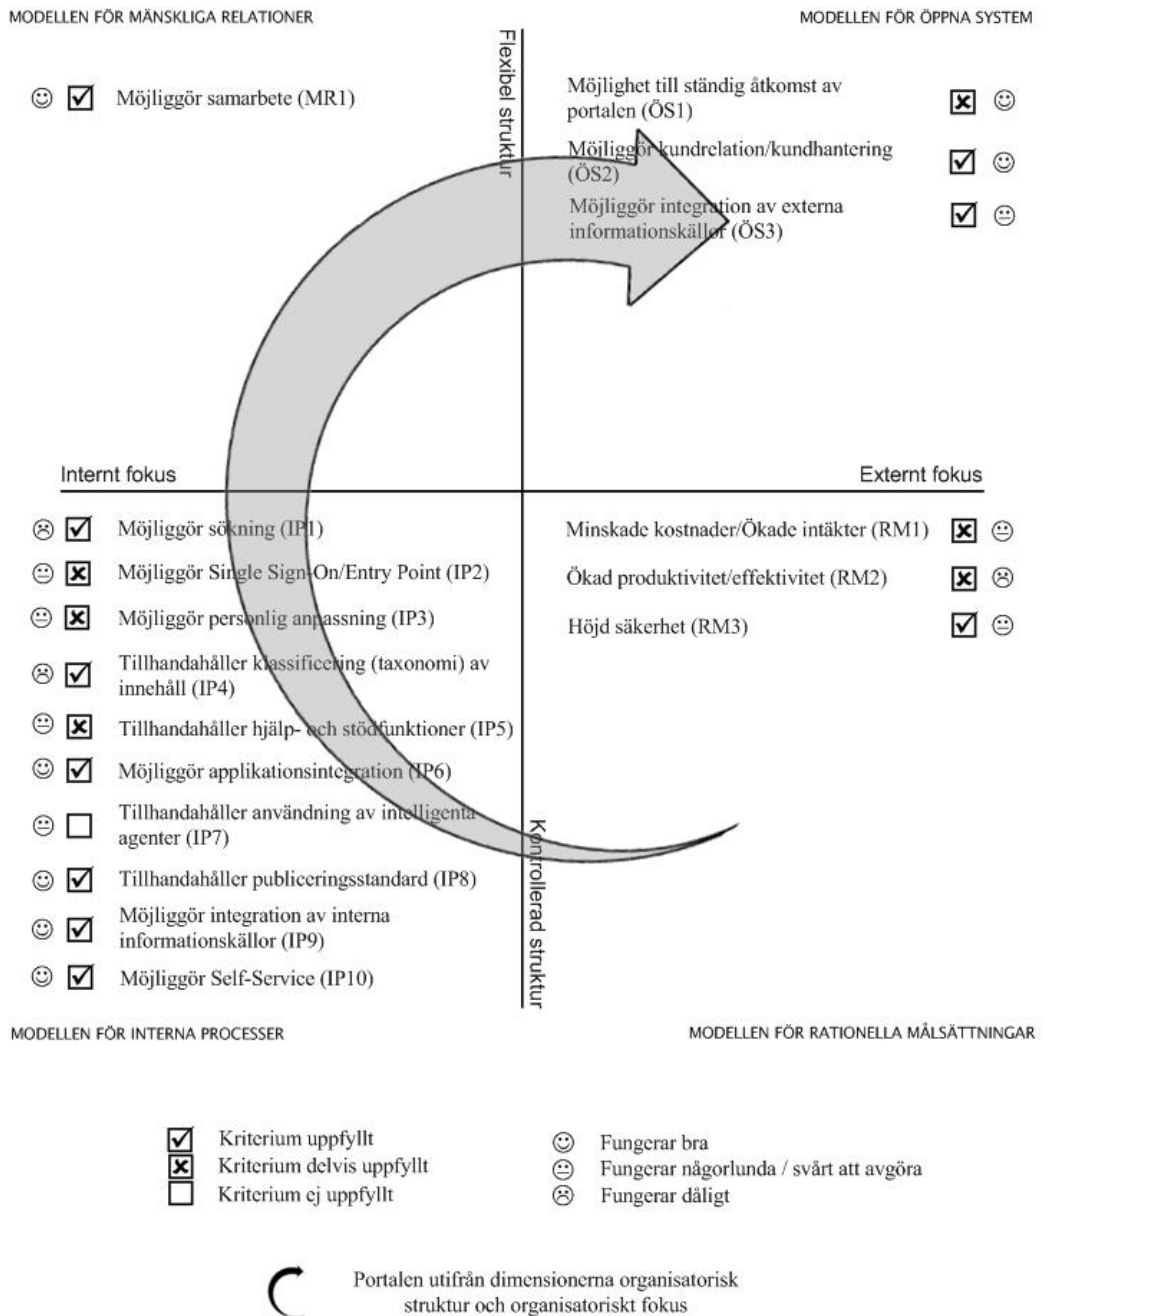 MODELLEN FÖR MÄNSKLIGA RELATIONER
MODELLEN FÖR ÖPPNA SYSTEM
Flexibel struktur
Möjliggör samarbete (MR1)
Möjlighet till ständig åtkomst av
portalen (ÖS1)
Möjliggör kundrelation/kundhantering
(ÖS2)
Möjliggör integration av externa
informationskällor (ÖS3)
Internt fokus
Externt fokus
Möjliggör sökning (IP1)
Möjliggör Single Sign-On/Entry Point (IP2)
Möjliggör personlig anpassning (IP3)
Tillhandahåller klassificering (taxonomi) av
innehåll (IP4)
Tillhandahåller hjälp- och stödfunktioner (IP5)
Möjliggör applikationsintegration (IP6)
Tillhandahåller användning av intelligenta
agenter (IP7)
Tillhandahåller publiceringsstandard (IP8)
Möjliggör integration av interna
informationskällor (IP9)
Möjliggör Self-Service (IP10)
Minskade kostnader/Ökade intäkter (RM1)
Ökad produktivitet/effektivitet (RM2)
Höjd säkerhet (RM3)
Kontrollerad struktur
MODELLEN FÖR INTERNA PROCESSER
MODELLEN FÖR RATIONELLA MÅLSÄTTNINGAR
Kriterium uppfyllt
Kriterium delvis uppfyllt
Kriterium ej uppfyllt
Fungerar bra
Fungerar någorlunda / svårt att avgöra
Fungerar dåligt
Portalen utifrån dimensionerna organisatorisk
struktur och organisatoriskt fokus